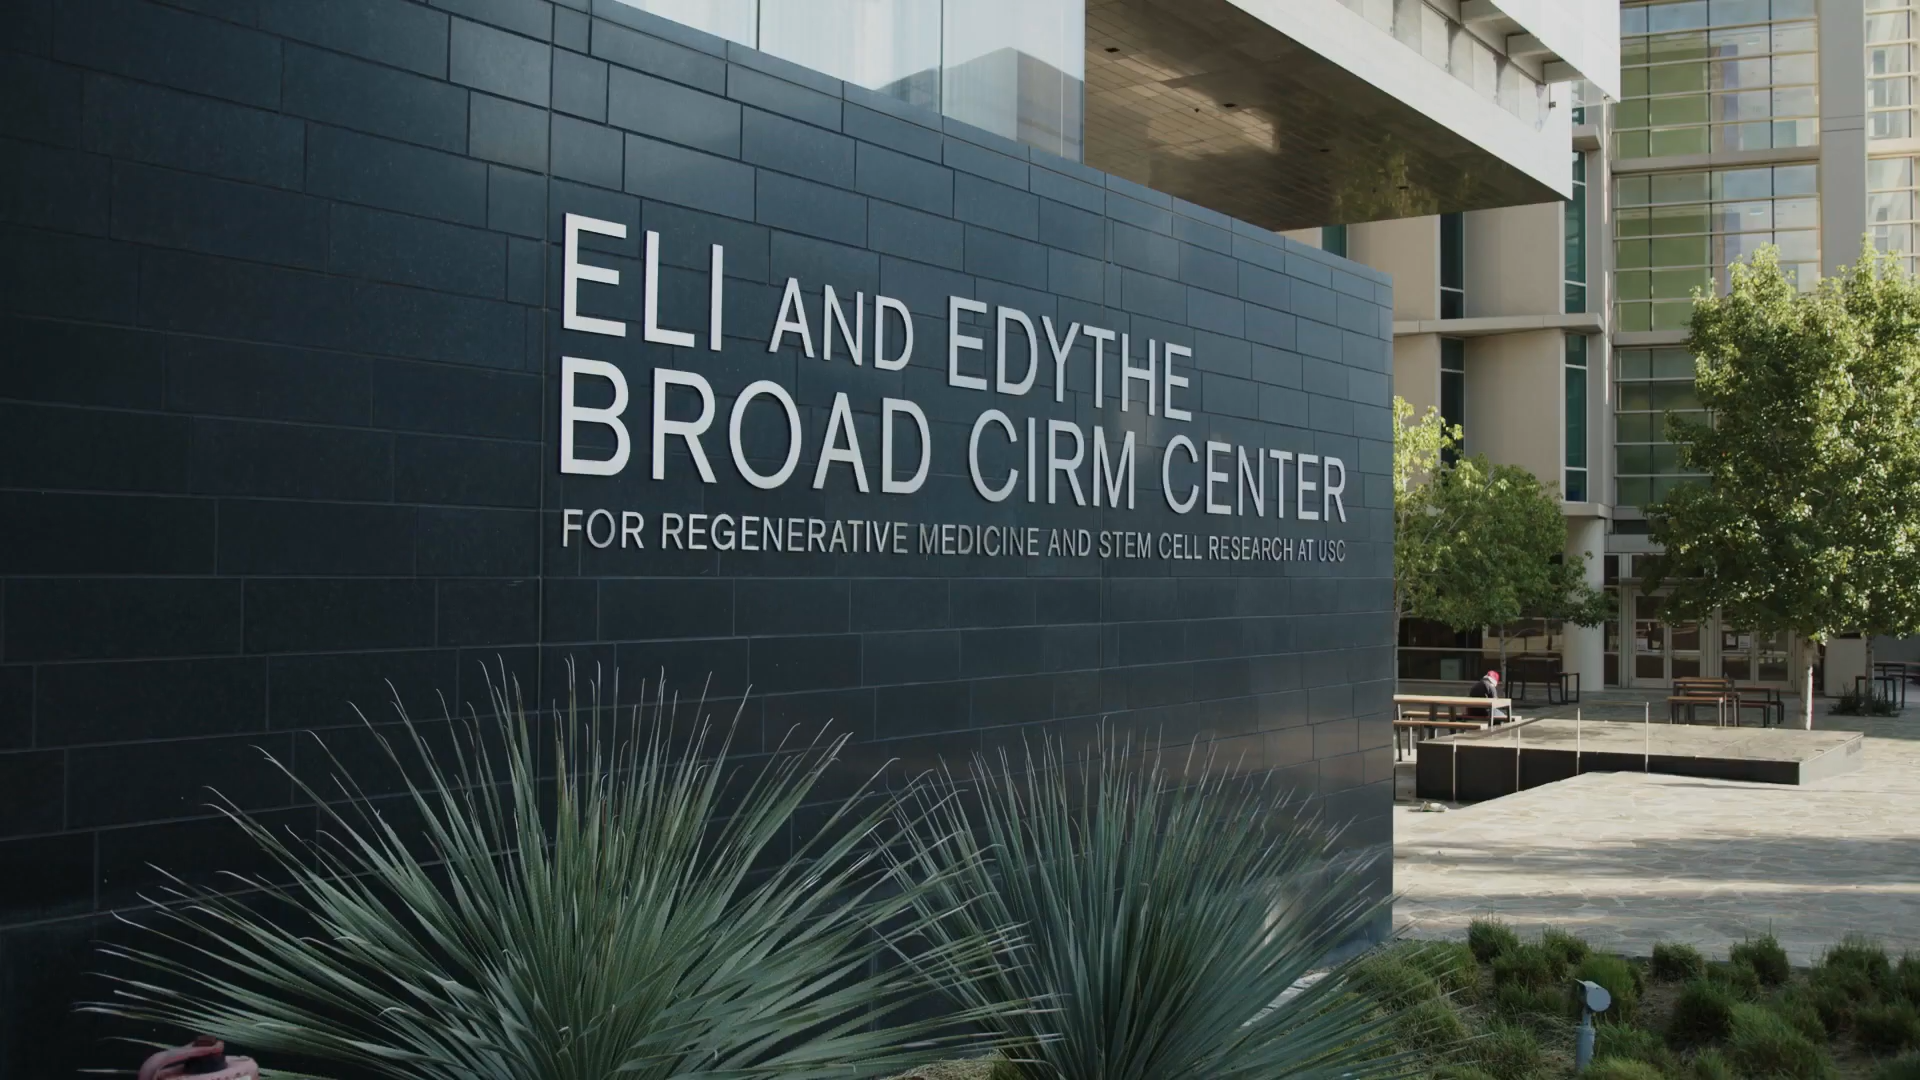 ELI AND EDYTHE
BROAD CIRM CENTER
FOR REGENERATIVE MEDICINE AND STEM CELL RESEARCH AT USC